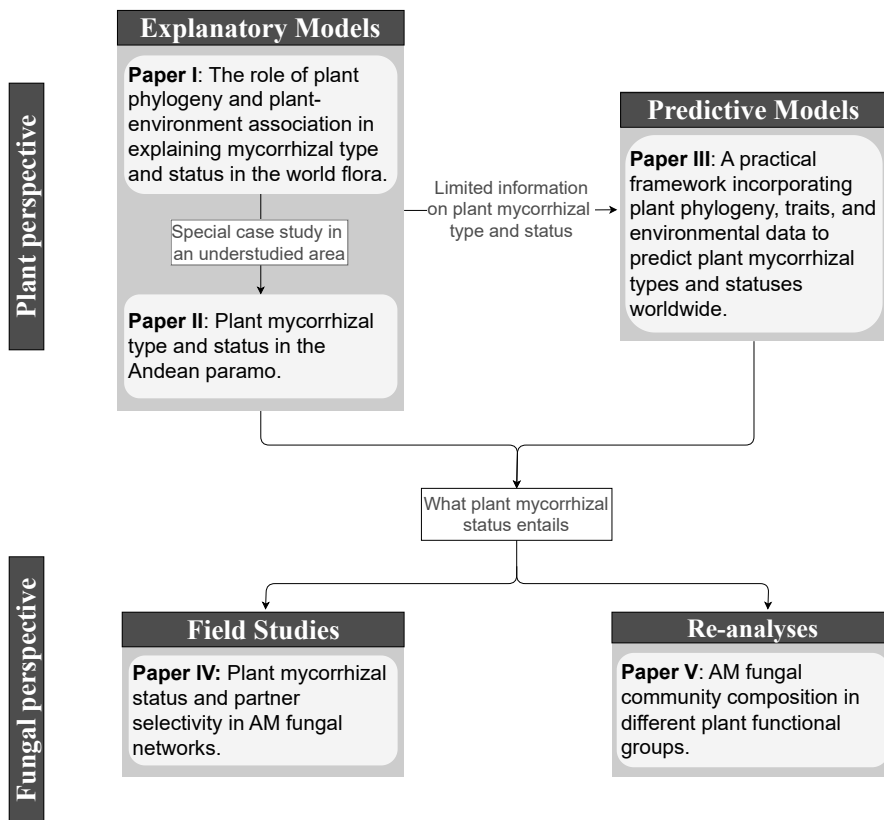 Plant perspective
Explanatory Models
Paper I: The role of plant
phylogeny and plant-
environment association in
explaining mycorrhizal type
and status in the world flora.
Special case study in
an understudied area
Paper II: Plant mycorrhizal
type and status in the
Andean paramo.
Limited information
on plant mycorrhizal
type and status
Predictive Models
Paper III: A practical
framework incorporating
plant phylogeny, traits, and
environmental data to
predict plant mycorrhizal
types and statuses
worldwide.
What plant mycorrhizal
status entails
Fungal perspective
Field Studies
Paper IV: Plant mycorrhizal
status and partner
selectivity in AM fungal
networks.
Re-analyses
Paper V: AM fungal
community composition in
different plant functional
groups.